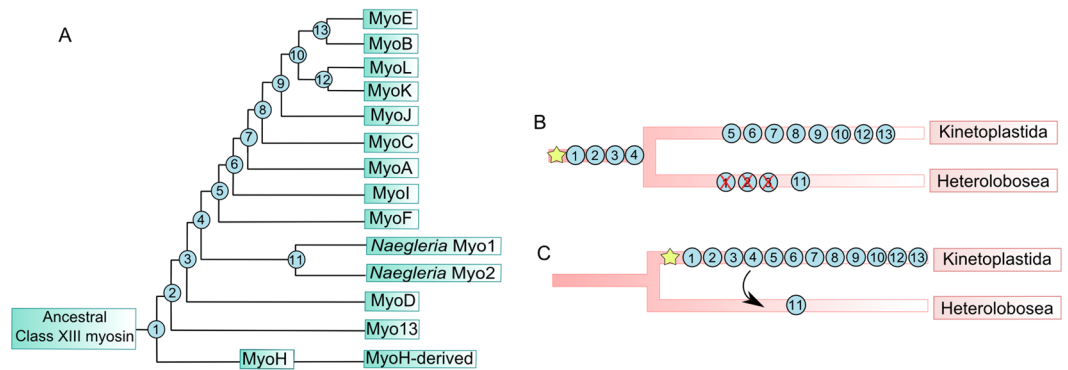 A
MyoE
13
MyoB
10
MyoL
12
MyoK
9
MyoJ
8
MyoC
7
MyoA
6
MyoI
5
MyoF
4
Naegleria Myo1
11
Naegleria Myo2
3
MyoD
2
Myo13
Ancestral
Class XIII myosin
1
MyoH
MyoH-derived
B
1 2 3 4
5 6 7 8 9 10 12 13
Kinetoplastida
1 2 3 11
Heterolobosea
C
1 2 3 4 5 6 7 8 9 10 12 13
Kinetoplastida
11
Heterolobosea